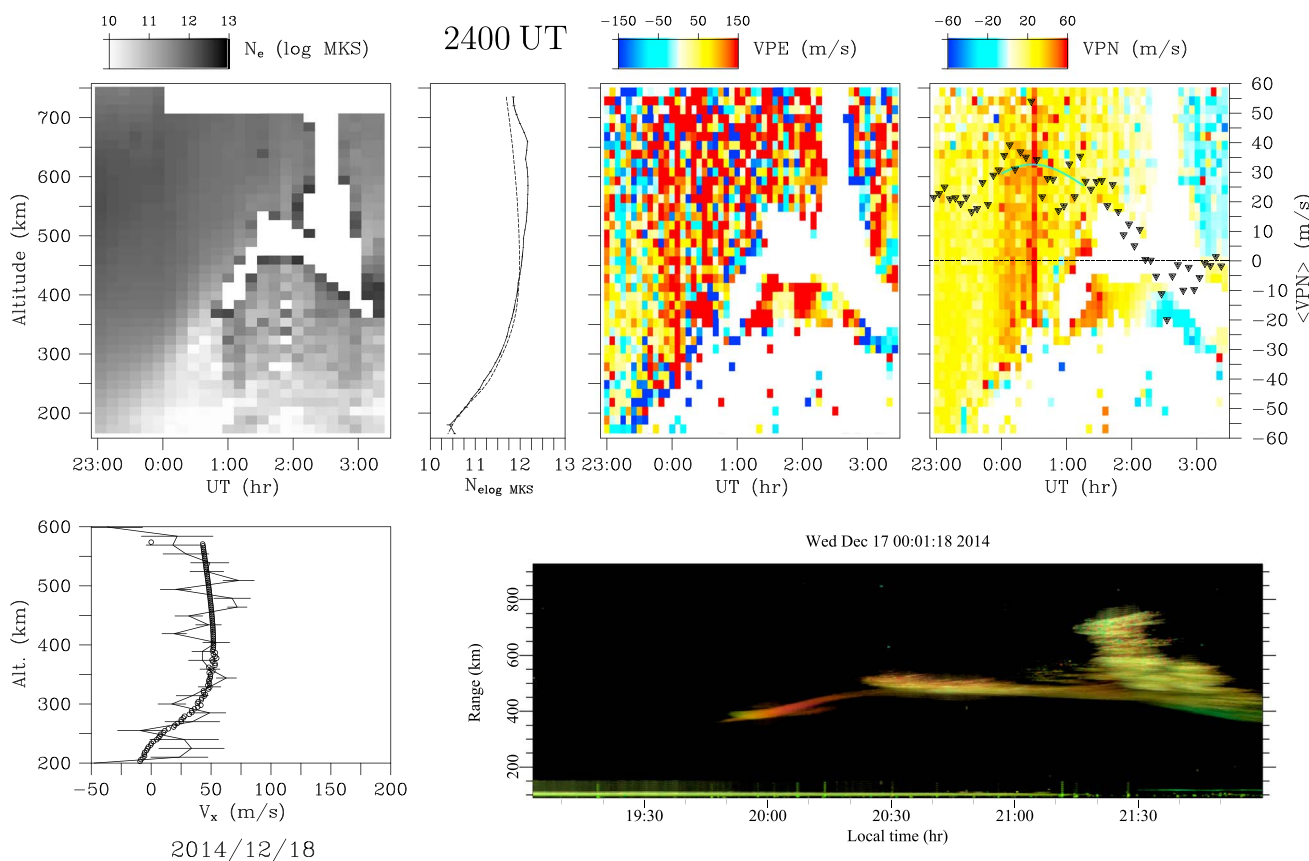 10 11 12 13
Nₑ (log MKS)
2400 UT
−150 −50 50 150
VPE (m/s)
−60 −20 20 60
VPN (m/s)
Altitude (km)
700
600
500
400
300
200
23:00 0:00 1:00 2:00 3:00
UT (hr)
10 11 12 13
Nelog MKS
23:00 0:00 1:00 2:00 3:00
UT (hr)
23:00 0:00 1:00 2:00 3:00
UT (hr)
60
50
40
30
20
10
0
−10
−20
−30
−40
−50
−60
<VPN> (m/s)
Alt. (km)
600
500
400
300
200
−50 0 50 100 150 200
Vₓ (m/s)
2014/12/18
Wed Dec 17 00:01:18 2014
Range (km)
800
600
400
200
19:30 20:00 20:30 21:00 21:30
Local time (hr)